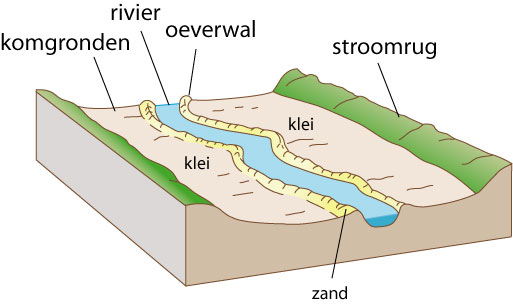 rivier
oeverwal
komgronden
stroomrug
klei
klei
zand